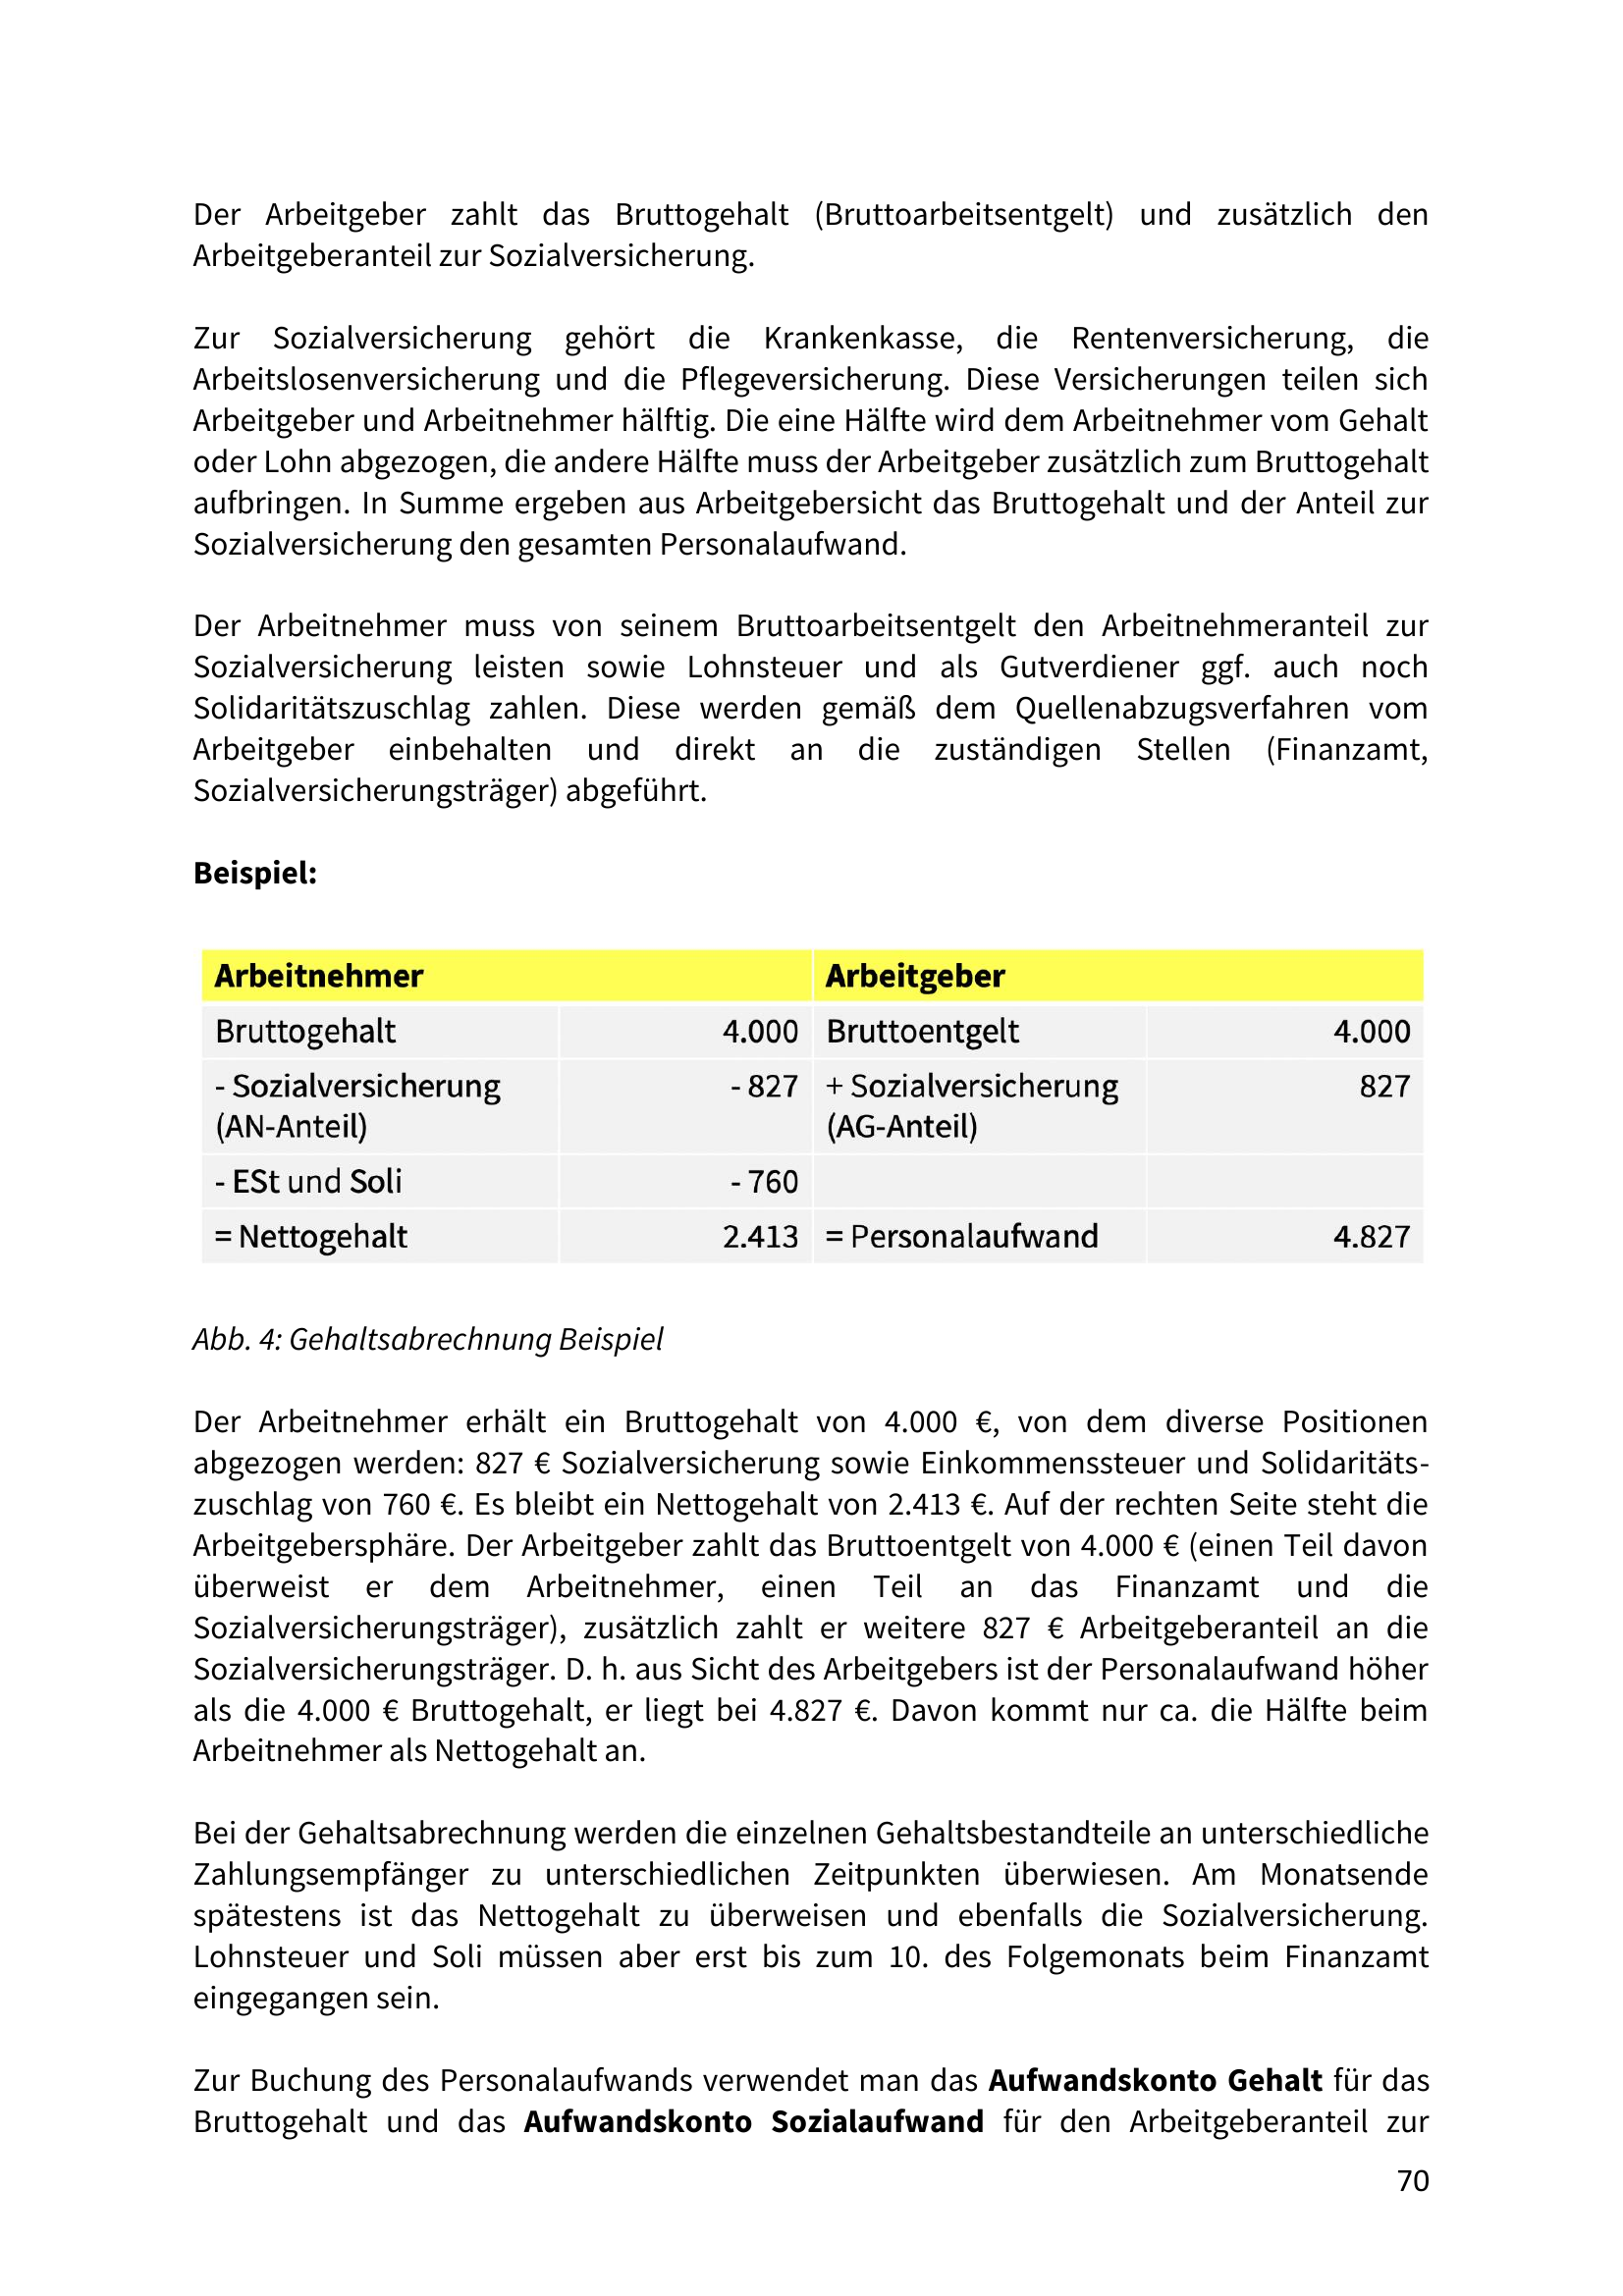 Der Arbeitgeber zahlt das Bruttogehalt (Bruttoarbeitsentgelt) und zusätzlich den
Arbeitgeberanteil zur Sozialversicherung.
Zur Sozialversicherung gehört die Krankenkasse, die Rentenversicherung, die
Arbeitslosenversicherung und die Pflegeversicherung. Diese Versicherungen teilen sich
Arbeitgeber und Arbeitnehmer hälftig. Die eine Hälfte wird dem Arbeitnehmer vom Gehalt
oder Lohn abgezogen, die andere Hälfte muss der Arbeitgeber zusätzlich zum Bruttogehalt
aufbringen. In Summe ergeben aus Arbeitgebersicht das Bruttogehalt und der Anteil zur
Sozialversicherung den gesamten Personalaufwand.
Der Arbeitnehmer muss von seinem Bruttoarbeitsentgelt den Arbeitnehmeranteil zur
Sozialversicherung leisten sowie Lohnsteuer und als Gutverdiener ggf. auch noch
Solidaritätszuschlag zahlen. Diese werden gemäß dem Quellenabzugsverfahren vom
Arbeitgeber einbehalten und direkt an die zuständigen Stellen (Finanzamt,
Sozialversicherungsträger) abgeführt.
Beispiel:
Arbeitnehmer Arbeitgeber
Bruttogehalt 4.000 Bruttoentgelt 4.000
- Sozialversicherung - 827 + Sozialversicherung 827
(AN-Anteil) (AG-Anteil)
- ESt und Soli - 760
= Nettogehalt 2.413 = Personalaufwand 4.827
Abb. 4: Gehaltsabrechnung Beispiel
Der Arbeitnehmer erhält ein Bruttogehalt von 4.000 €, von dem diverse Positionen
abgezogen werden: 827 € Sozialversicherung sowie Einkommenssteuer und Solidaritäts-
zuschlag von 760 €. Es bleibt ein Nettogehalt von 2.413 €. Auf der rechten Seite steht die
Arbeitgebersphäre. Der Arbeitgeber zahlt das Bruttoentgelt von 4.000 € (einen Teil davon
überweist er dem Arbeitnehmer, einen Teil an das Finanzamt und die
Sozialversicherungsträger), zusätzlich zahlt er weitere 827 € Arbeitgeberanteil an die
Sozialversicherungsträger. D. h. aus Sicht des Arbeitgebers ist der Personalaufwand höher
als die 4.000 € Bruttogehalt, er liegt bei 4.827 €. Davon kommt nur ca. die Hälfte beim
Arbeitnehmer als Nettogehalt an.
Bei der Gehaltsabrechnung werden die einzelnen Gehaltsbestandteile an unterschiedliche
Zahlungsempfänger zu unterschiedlichen Zeitpunkten überwiesen. Am Monatsende
spätestens ist das Nettogehalt zu überweisen und ebenfalls die Sozialversicherung.
Lohnsteuer und Soli müssen aber erst bis zum 10. des Folgemonats beim Finanzamt
eingegangen sein.
Zur Buchung des Personalaufwands verwendet man das Aufwandskonto Gehalt für das
Bruttogehalt und das Aufwandskonto Sozialaufwand für den Arbeitgeberanteil zur
70